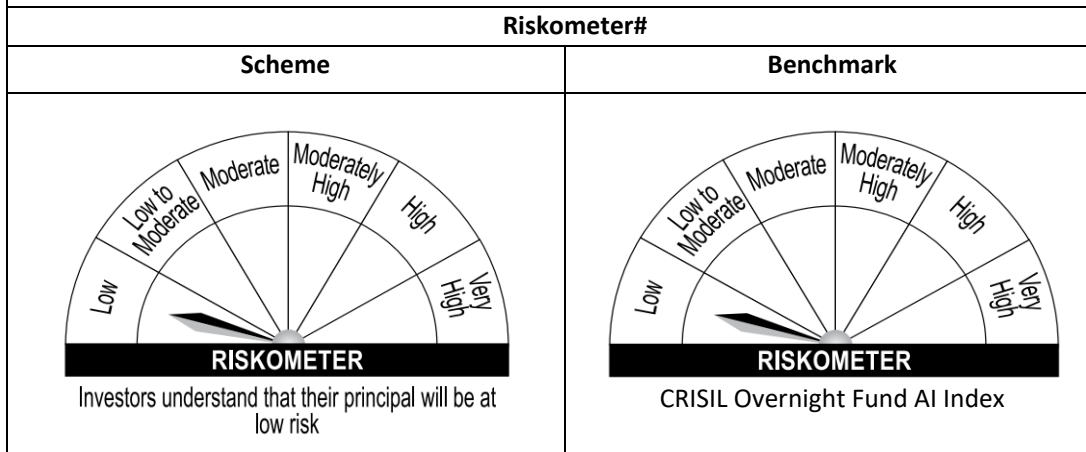 Riskometer#
Scheme
Benchmark
Low
Low to
Moderate
Moderate
Moderately
High
High
Very
High
RISKOMETER
Investors understand that their principal will be at
low risk
Low
Low to
Moderate
Moderate
Moderately
High
High
Very
High
RISKOMETER
CRISIL Overnight Fund AI Index